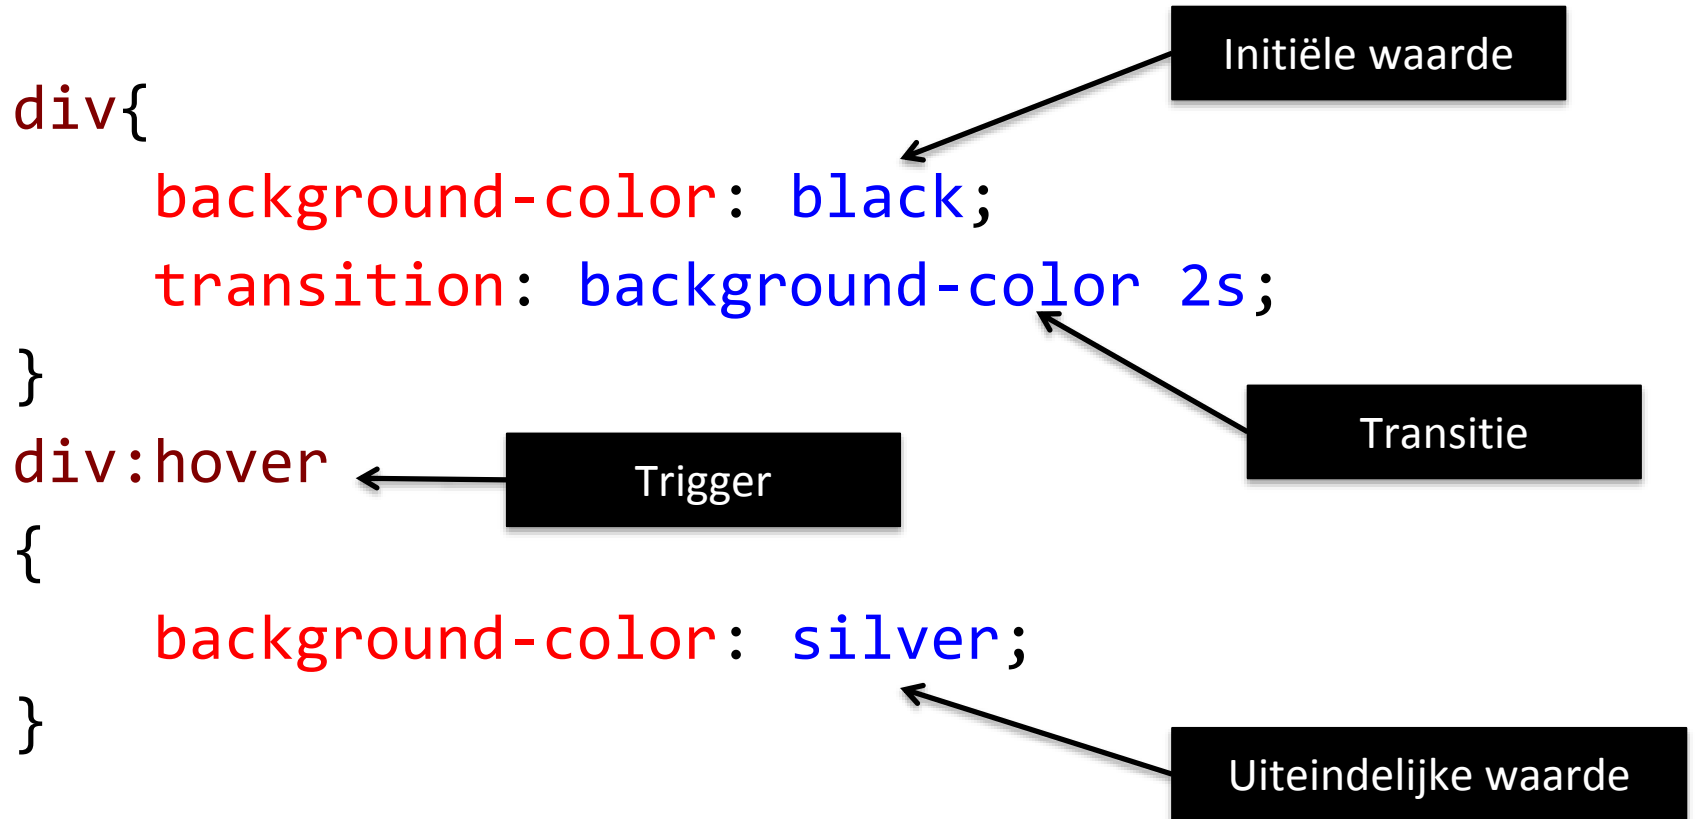 Initiële waarde
div{
background-color: black;
transition: background-color 2s;
}
Transitie
div:hover
Trigger
{
background-color: silver;
}
Uiteindelijke waarde